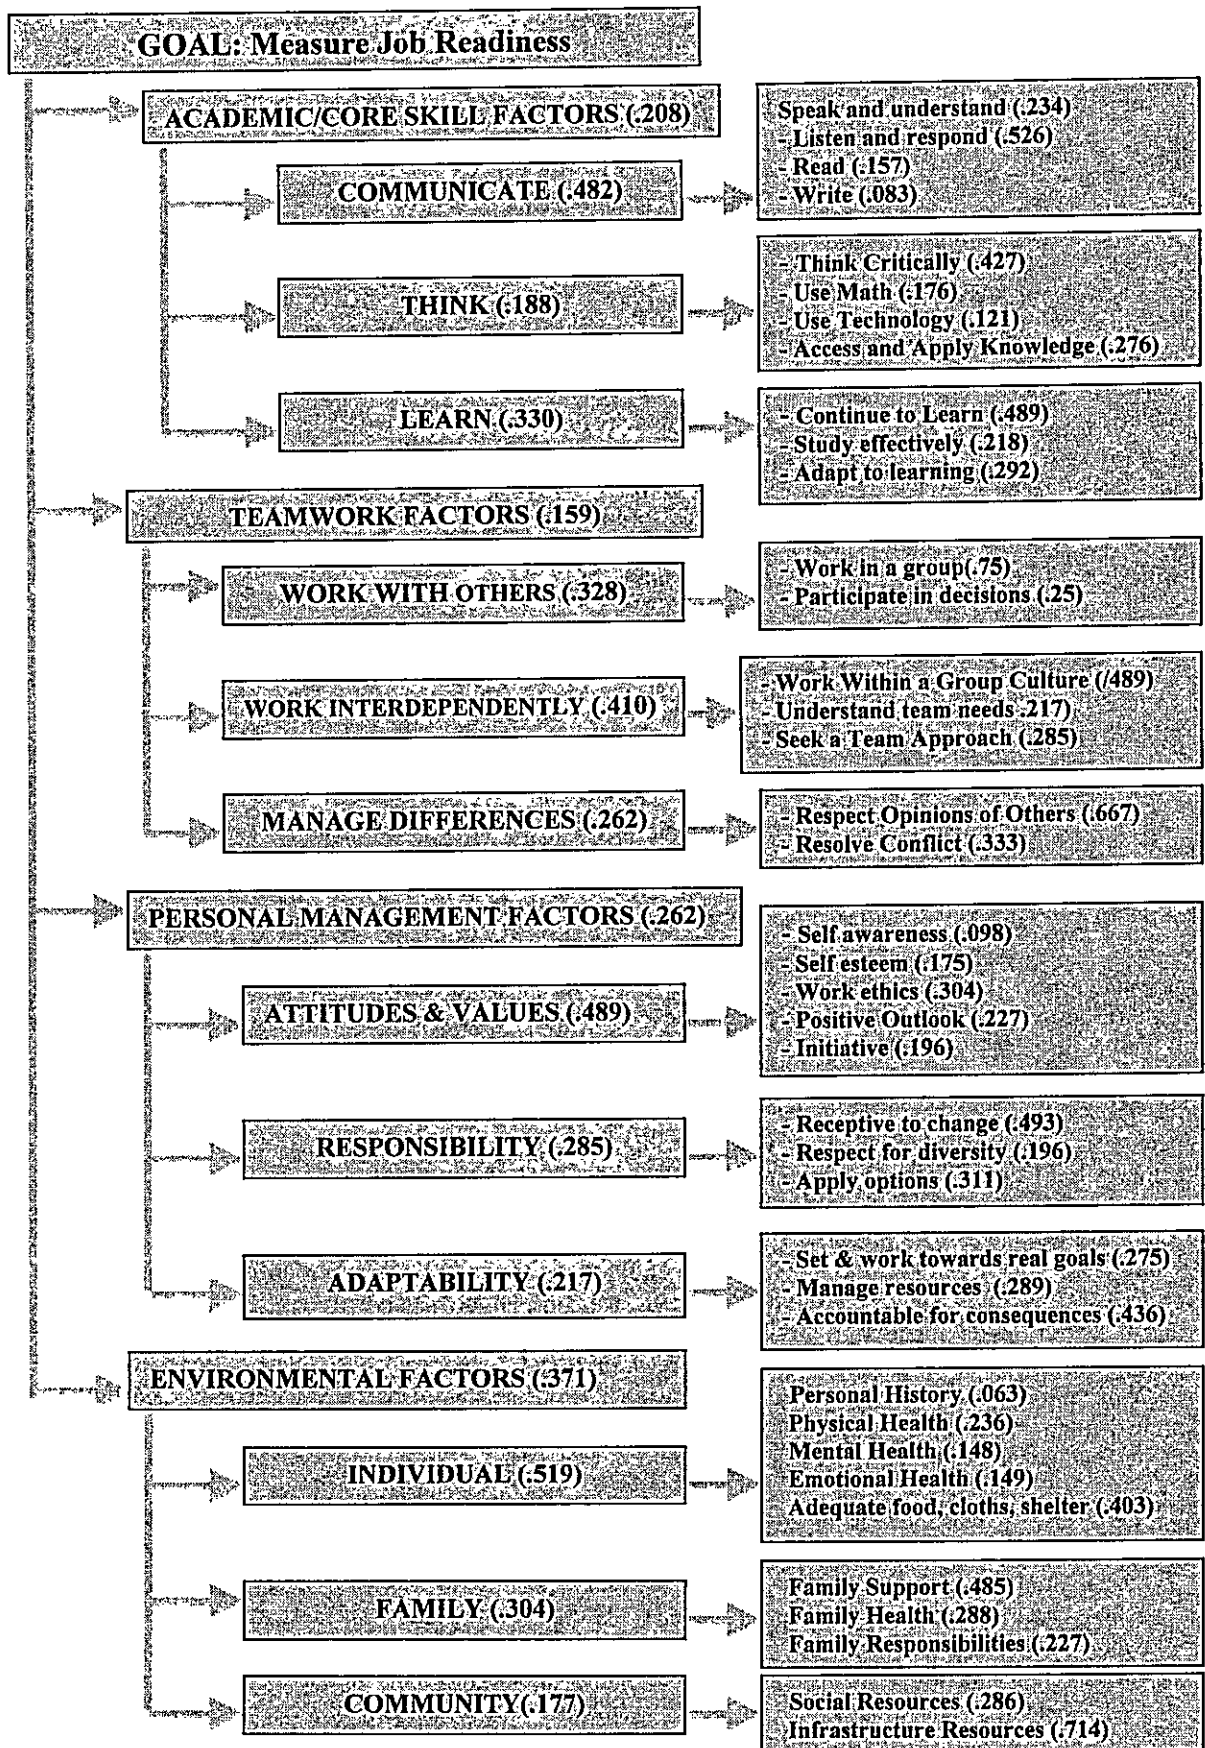 GOAL: Measure Job Readiness
ACADEMIC/CORE SKILL FACTORS (.208)
COMMUNICATE (.482)
Speak and understand (.234)
- Listen and respond (.526)
- Read (.157)
- Write (.083)
THINK (.188)
- Think Critically (.427)
- Use Math (.176)
- Use Technology (.121)
- Access and Apply Knowledge (.276)
LEARN (.330)
- Continue to Learn (.489)
- Study effectively (.218)
- Adapt to learning (.292)
TEAMWORK FACTORS (.159)
WORK WITH OTHERS (.328)
- Work in a group(.75)
- Participate in decisions (.25)
WORK INTERDEPENDENTLY (.410)
- Work Within a Group Culture (/489)
- Understand team needs .217)
- Seek a Team Approach (.285)
MANAGE DIFFERENCES (.262)
- Respect Opinions of Others (.667)
- Resolve Conflict (.333)
PERSONAL MANAGEMENT FACTORS (.262)
ATTITUDES & VALUES (.489)
- Self awareness (.098)
- Self esteem (.175)
- Work ethics (.304)
- Positive Outlook (.227)
- Initiative (.196)
RESPONSIBILITY (.285)
- Receptive to change (.493)
- Respect for diversity (.196)
- Apply options (.311)
ADAPTABILITY (.217)
- Set & work towards real goals (.275)
- Manage resources (.289)
- Accountable for consequences (.436)
ENVIRONMENTAL FACTORS (.371)
INDIVIDUAL (.519)
Personal History (.063)
Physical Health (.236)
Mental Health (.148)
Emotional Health (.149)
Adequate food, cloths, shelter (.403)
FAMILY (.304)
Family Support (.485)
Family Health (.288)
Family Responsibilities (.227)
COMMUNITY(.177)
Social Resources (.286)
Infrastructure Resources (.714)